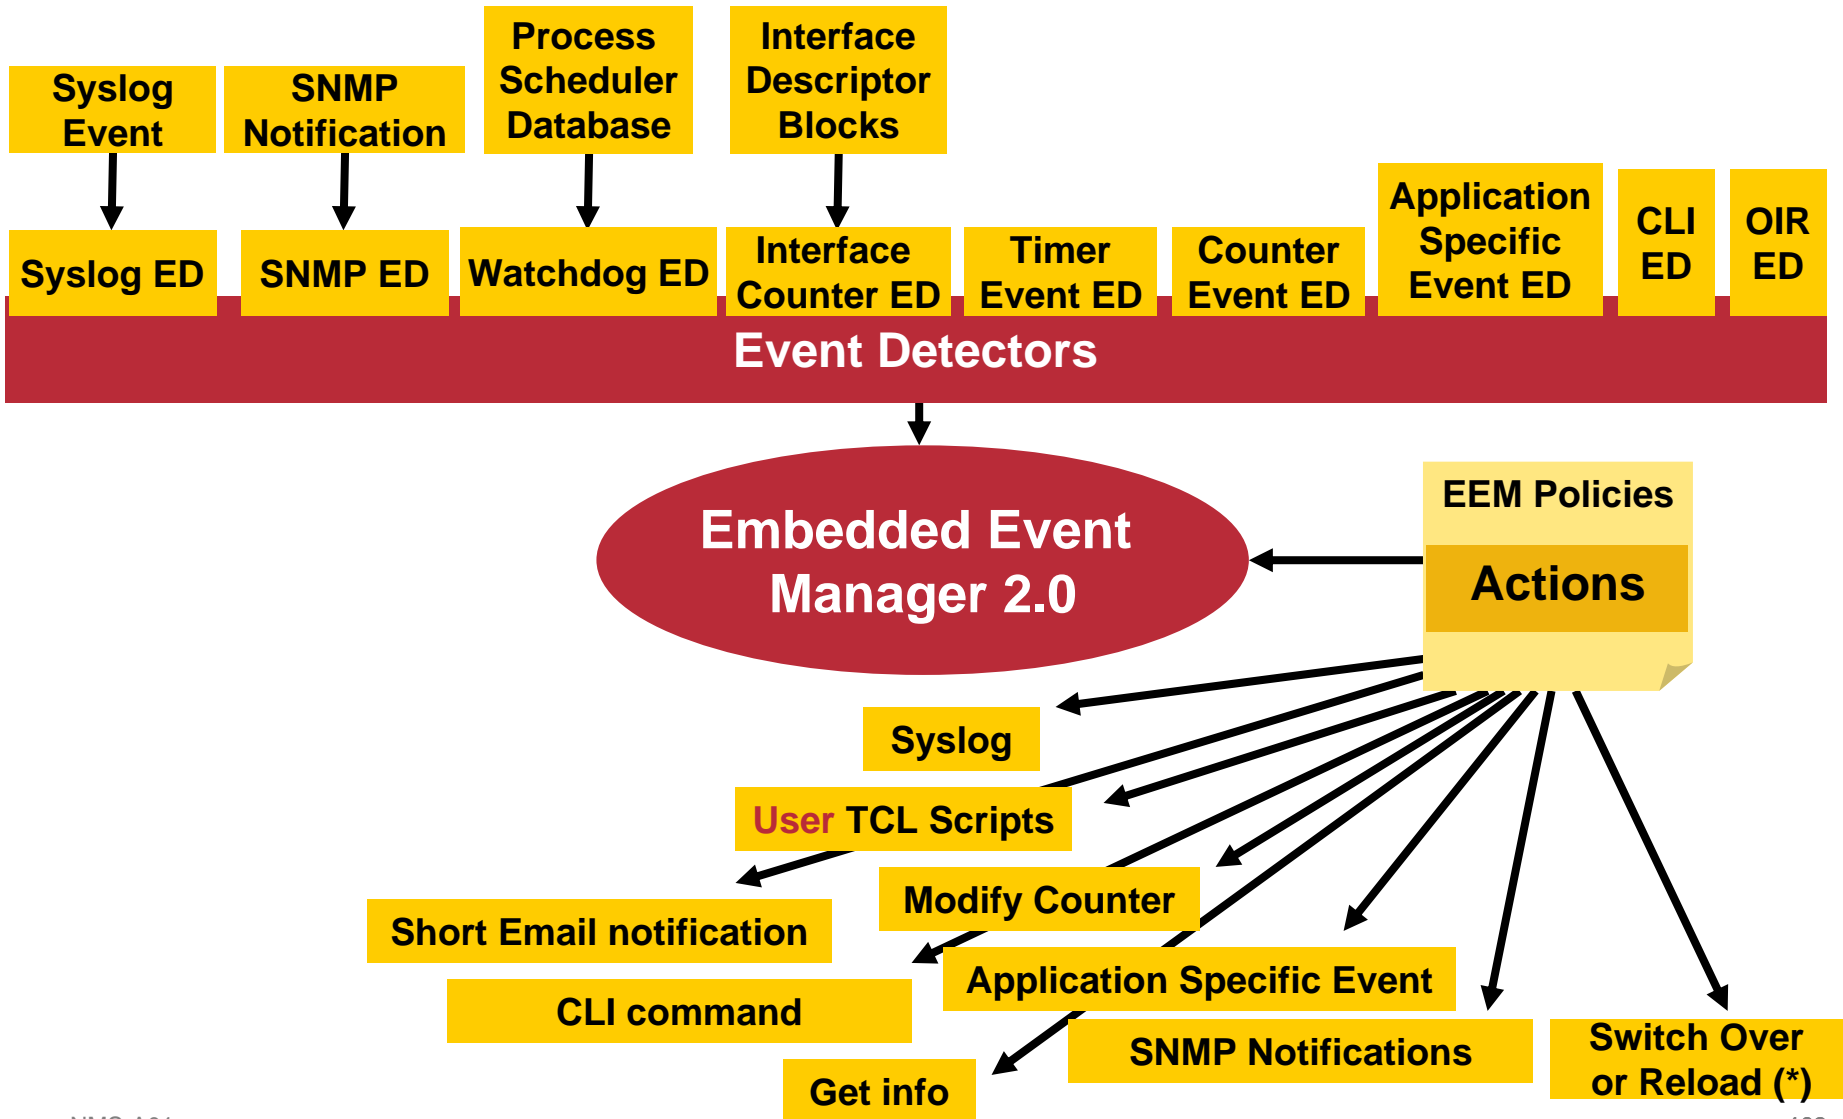 Syslog
Event
SNMP
Notification
Process
Scheduler
Database
Interface
Descriptor
Blocks
Syslog ED
SNMP ED
Watchdog ED
Interface
Counter ED
Timer
Event ED
Counter
Event ED
Application
Specific
Event ED
CLI
ED
OIR
ED
Event Detectors
Embedded Event
Manager 2.0
EEM Policies
Actions
Syslog
User TCL Scripts
Modify Counter
Short Email notification
Application Specific Event
CLI command
SNMP Notifications
Switch Over
or Reload (*)
Get info